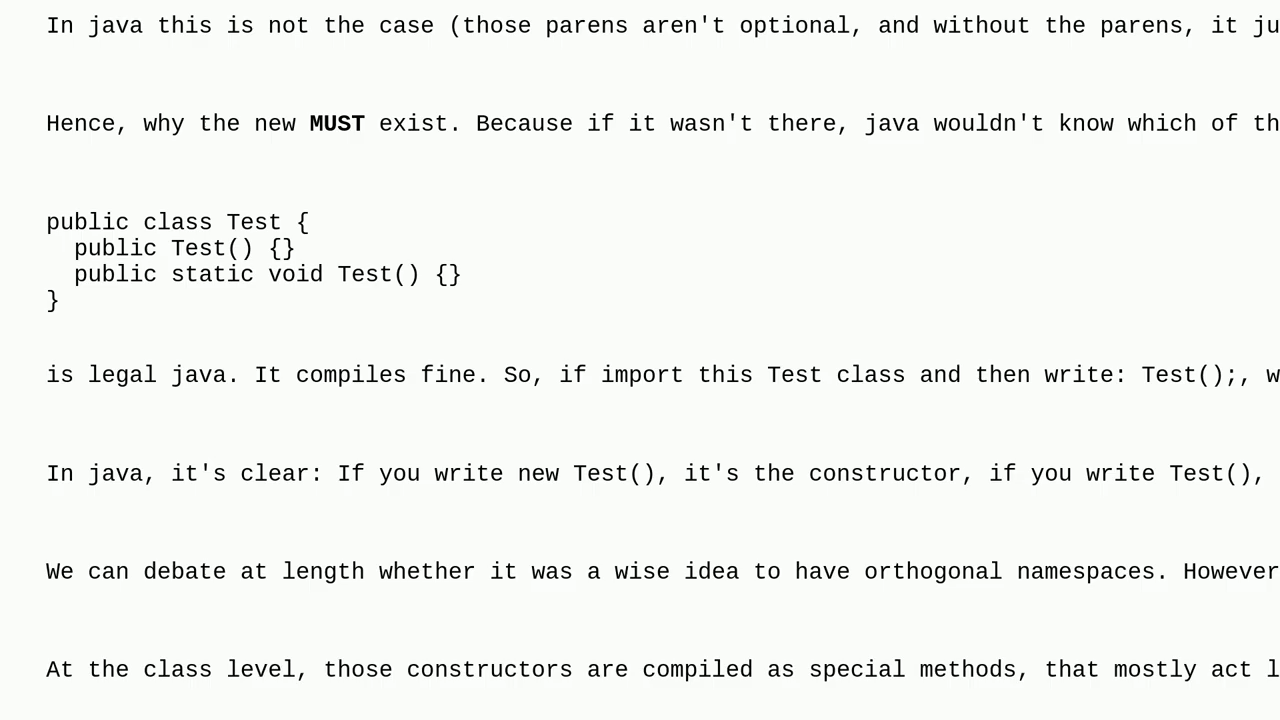 In java this is not the case (those parens aren't optional, and without the parens, it ju
Hence, why the new MUST exist. Because if it wasn't there, java wouldn't know which of th
public class Test {
  public Test() {}
  public static void Test() {}
}
is legal java. It compiles fine. So, if import this Test class and then write: Test();, w
In java, it's clear: If you write new Test(), it's the constructor, if you write Test(),
We can debate at length whether it was a wise idea to have orthogonal namespaces. However
At the class level, those constructors are compiled as special methods, that mostly act l